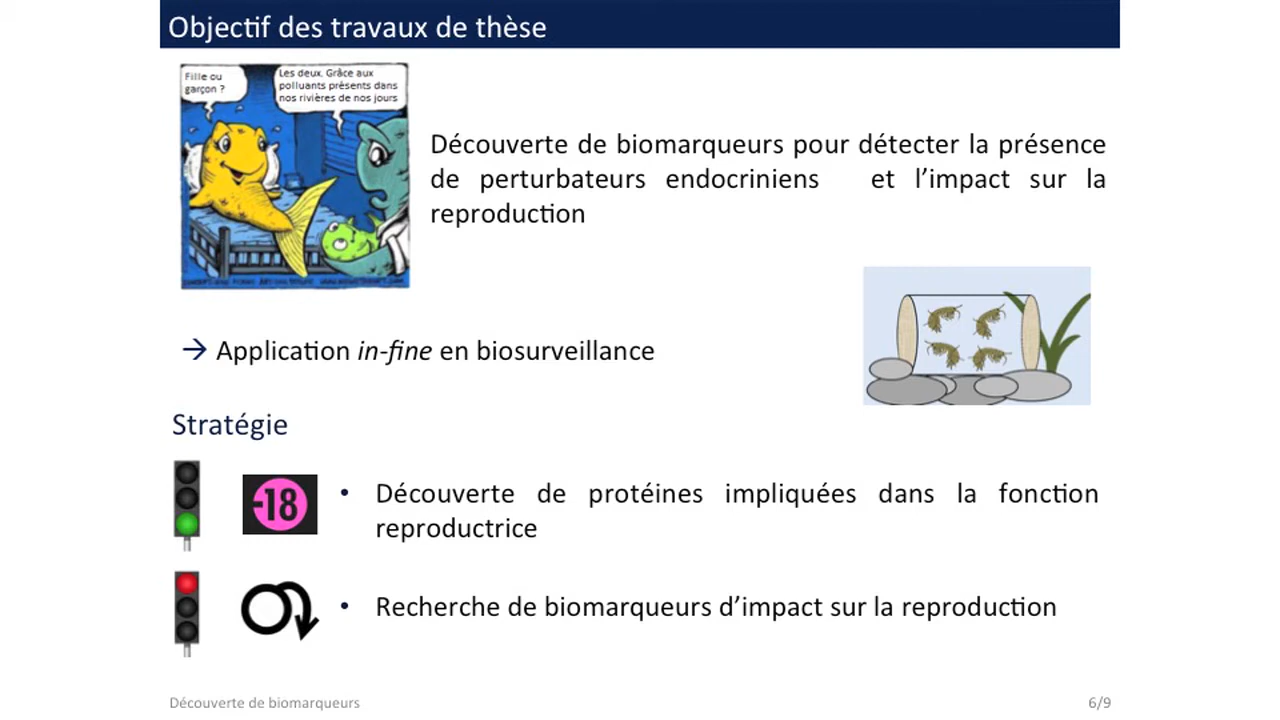 Objectif des travaux de thèse
Fille ou
garçon ?
Les deux. Grâce aux
polluants présents dans
nos rivières de nos jours
Découverte de biomarqueurs pour détecter la présence
de perturbateurs endocriniens et l’impact sur la
reproduction
→ Application in-fine en biosurveillance
Stratégie
-18
• Découverte de protéines impliquées dans la fonction
reproductrice
• Recherche de biomarqueurs d’impact sur la reproduction
Découverte de biomarqueurs
6/9